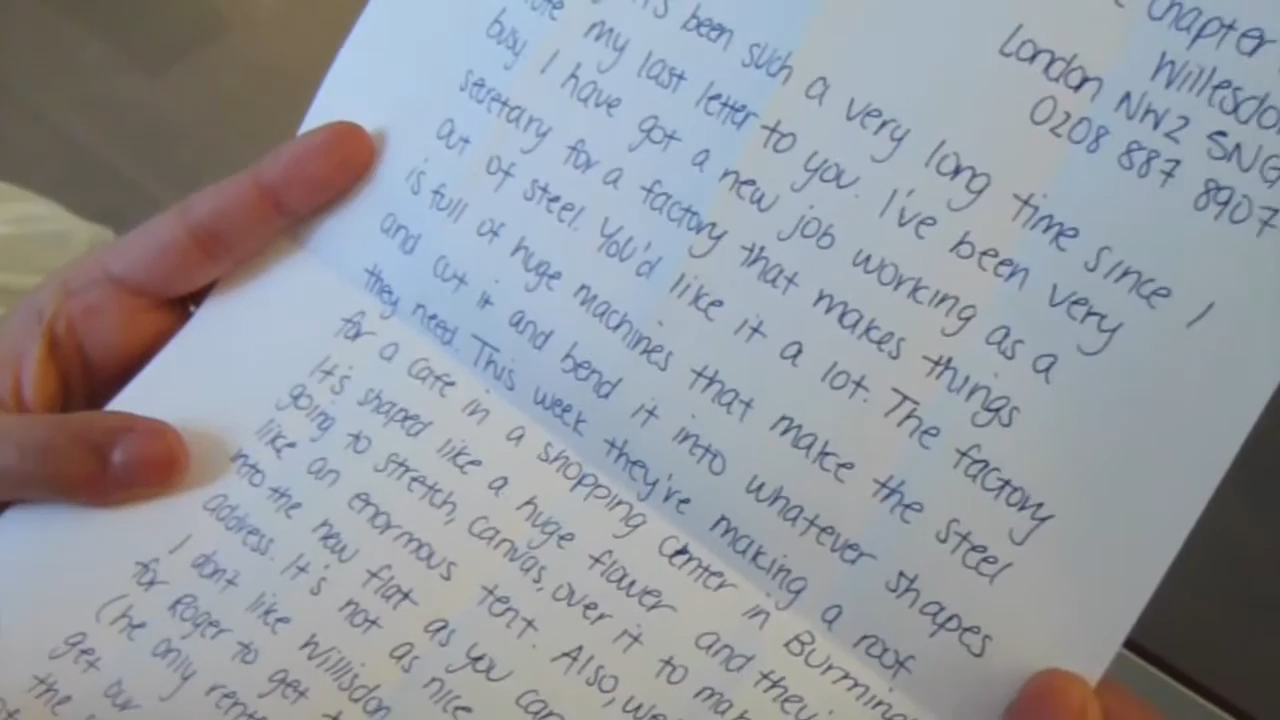 Chapter
Willesdo
London NW2 5NG
0208 887 8907
it's been such a very long time since I
my last letter to you. I've been very
busy. I have got a new job working as a
secretary for a factory that makes things
out of steel. You'd like it a lot. The factory
is full of huge machines that make the steel
and cut it and bend it into whatever shapes
they need. This week they're making a roof
for a cafe in a shopping center in Burming
It's shaped like a huge flower and they'
going to stretch, canvas, over it to ma
like an enormous tent. Also, we
nto the new flat as you can
address. It's not as nice
I don't like Willisdon
for Roger to get
(he only rent
get our
the